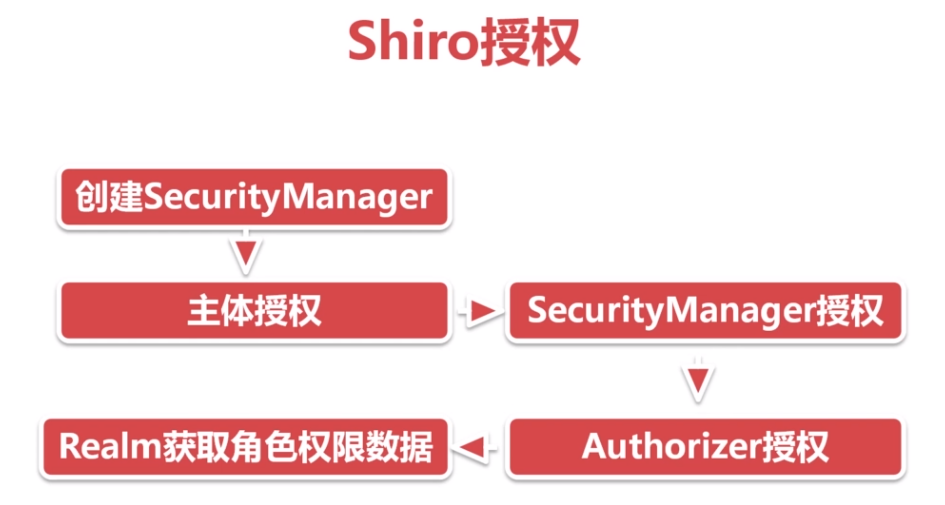 Shiro授权
创建SecurityManager
主体授权
SecurityManager授权
Authorizer授权
Realm获取角色权限数据